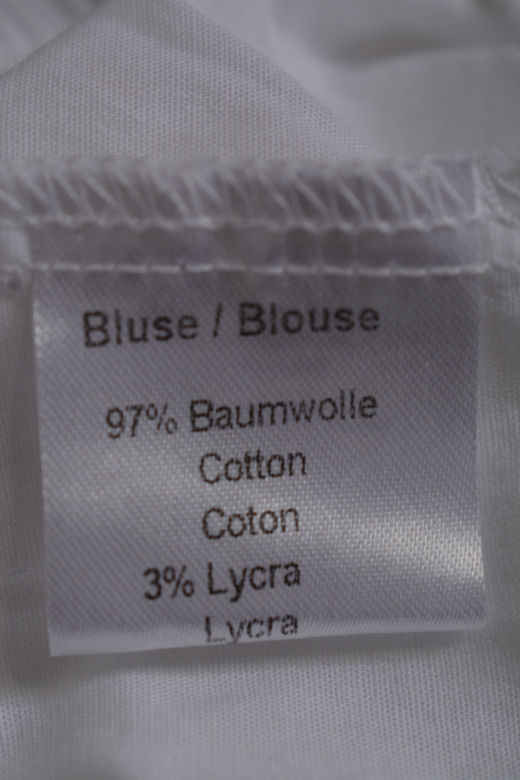 Bluse / Blouse
97% Baumwolle
Cotton
Coton
3% Lycra
Lycra